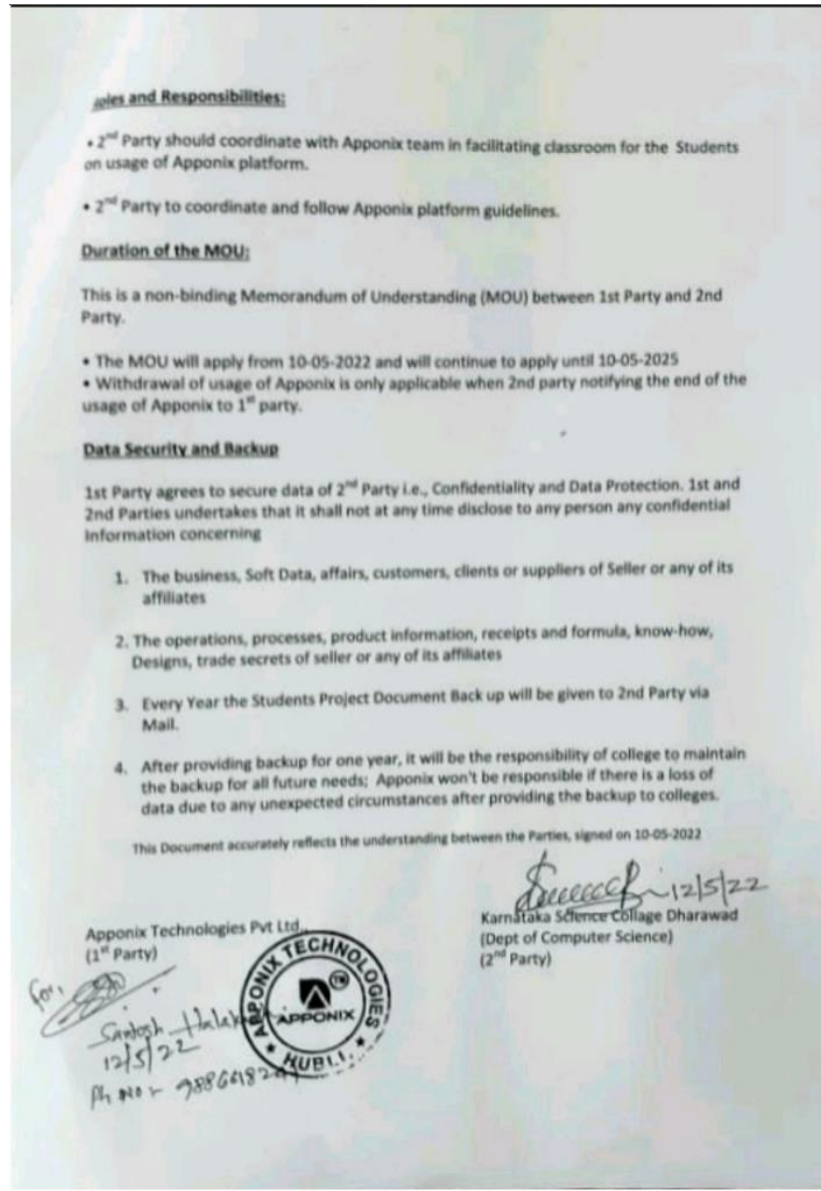 and Responsibilities:
• 2nd Party should coordinate with Apponix team in facilitating classroom for the Students
on usage of Apponix platform.
• 2nd Party to coordinate and follow Apponix platform guidelines.
Duration of the MOU:
This is a non-binding Memorandum of Understanding (MOU) between 1st Party and 2nd
Party.
• The MOU will apply from 10-05-2022 and will continue to apply until 10-05-2025
• Withdrawal of usage of Apponix is only applicable when 2nd party notifying the end of the
usage of Apponix to 1st party.
Data Security and Backup
1st Party agrees to secure data of 2nd Party i.e., Confidentiality and Data Protection. 1st and
2nd Parties undertakes that it shall not at any time disclose to any person any confidential
Information concerning
1. The business, Soft Data, affairs, customers, clients or suppliers of Seller or any of its
affiliates
2. The operations, processes, product information, receipts and formula, know-how,
Designs, trade secrets of seller or any of its affiliates
3. Every Year the Students Project Document Back up will be given to 2nd Party via
Mail.
4. After providing backup for one year, it will be the responsibility of college to maintain
the backup for all future needs; Apponix won't be responsible if there is a loss of
data due to any unexpected circumstances after providing the backup to colleges.
This Document accurately reflects the understanding between the Parties, signed on 10-05-2022
12/5/22
Karnataka Science Collage Dharawad
(Dept of Computer Science)
(2nd Party)
Apponix Technologies Pvt Ltd.,
(1st Party)
For,
Santosh
12/5/22
Ph No :-
APPONIX TECHNOLOGIES
APPONIX
HUBLI.